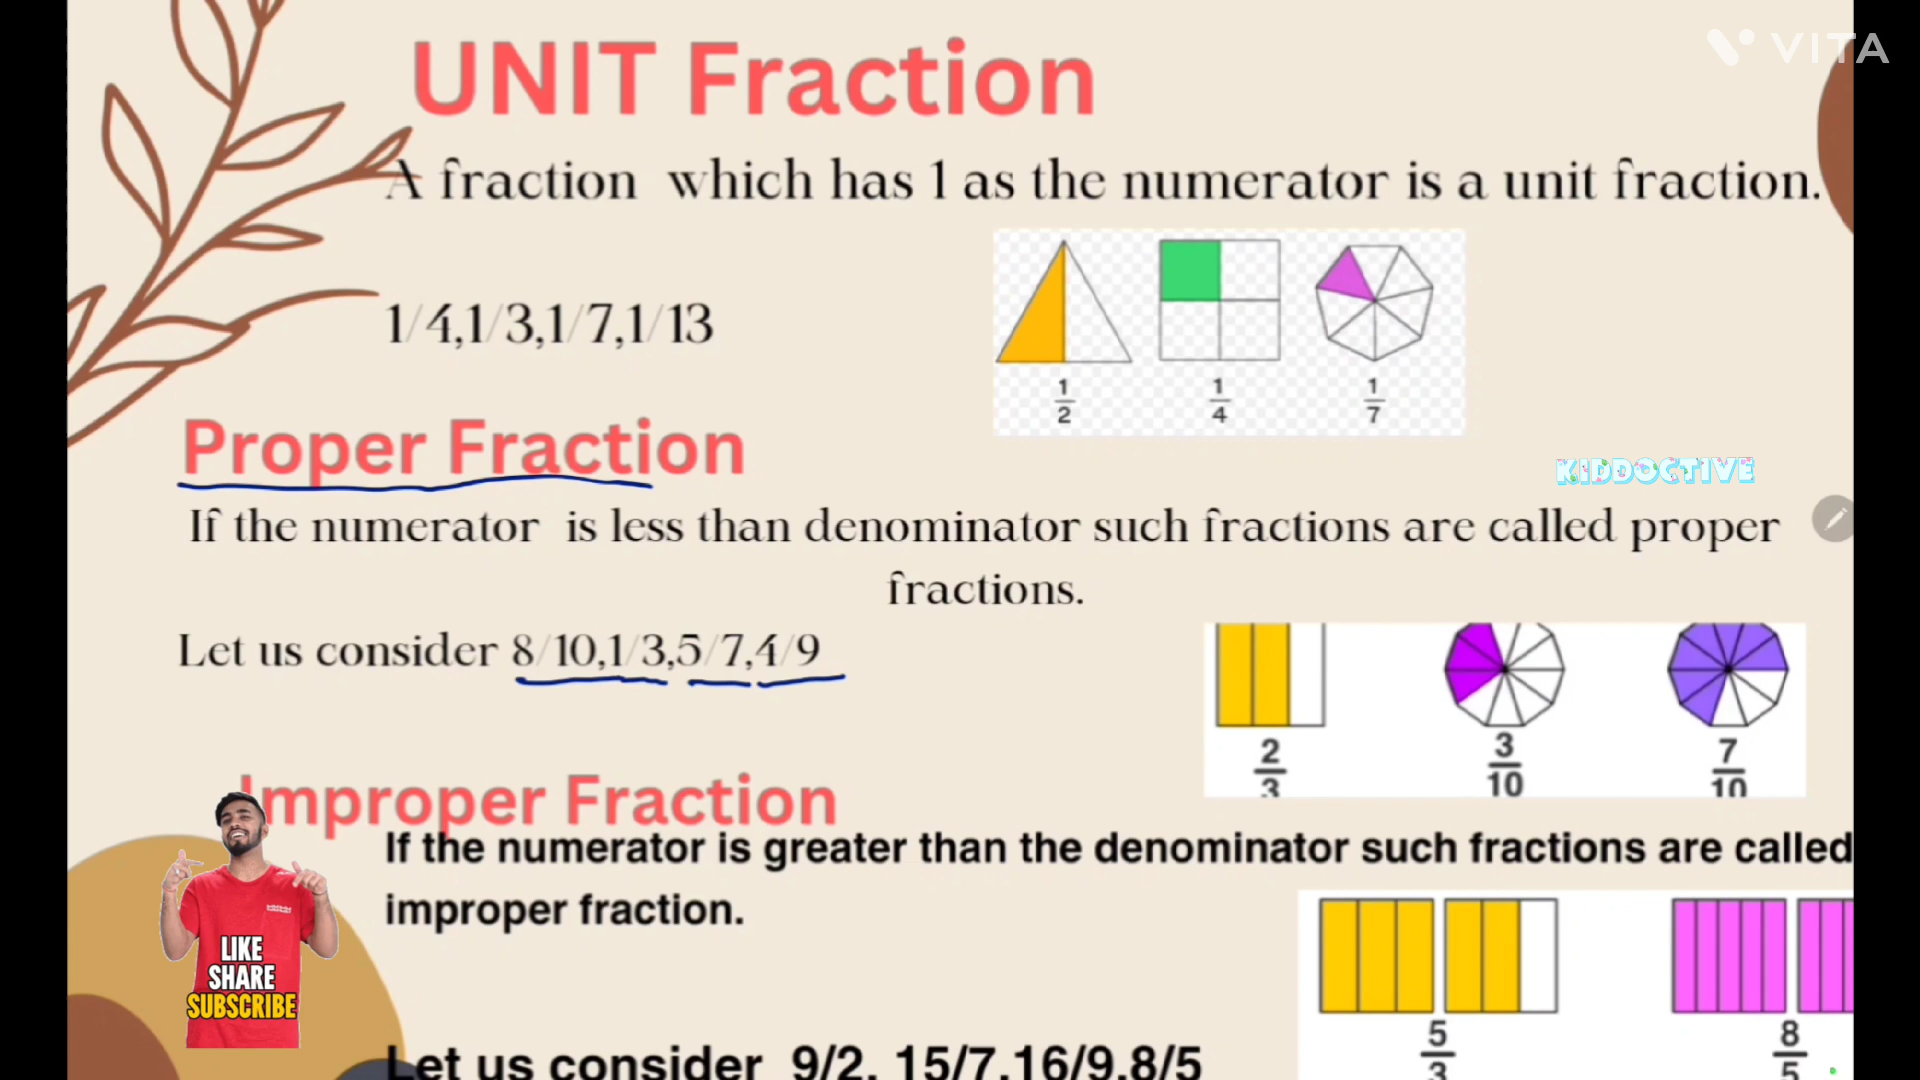 VITA
UNIT Fraction
A fraction which has 1 as the numerator is a unit fraction.
1/4,1/3,1/7,1/13
1/2 1/4 1/7
Proper Fraction
KIDDOCTIVE
If the numerator is less than denominator such fractions are called proper
fractions.
Let us consider 8/10,1/3,5/7,4/9
2/3 3/10 7/10
Improper Fraction
If the numerator is greater than the denominator such fractions are called
improper fraction.
LIKE
SHARE
SUBSCRIBE
5/3 8/5
Let us consider 9/2, 15/7,16/9,8/5